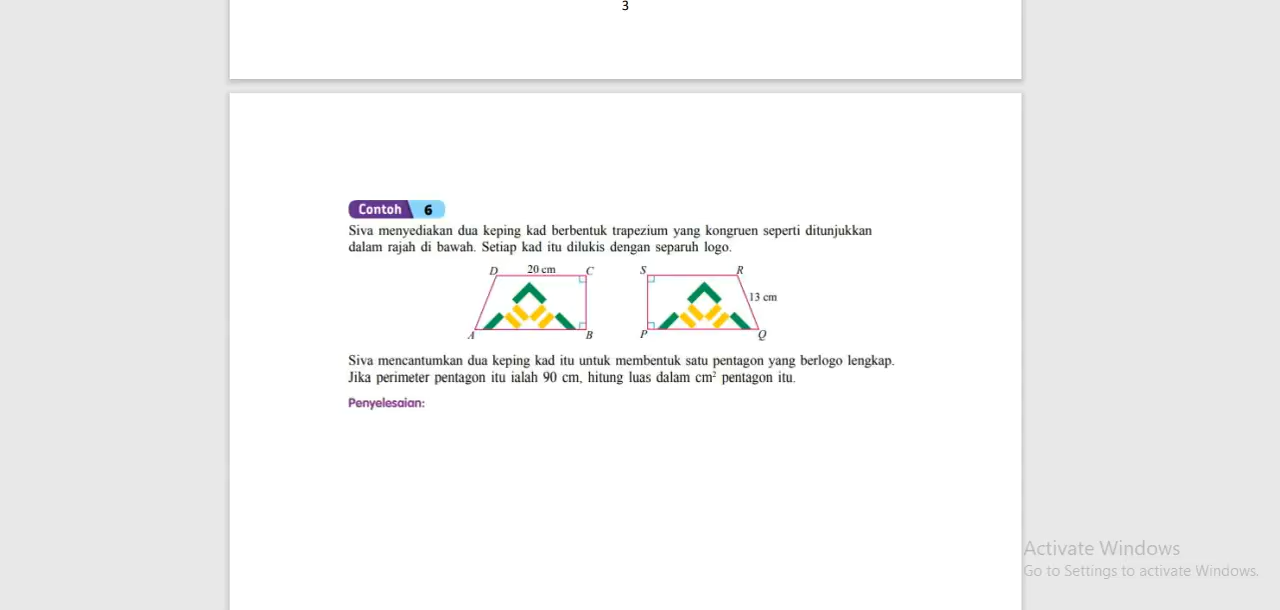 3
Contoh 6
Siva menyediakan dua keping kad berbentuk trapezium yang kongruen seperti ditunjukkan
dalam rajah di bawah. Setiap kad itu dilukis dengan separuh logo.
D 20 cm C S R
13 cm
A B P Q
Siva mencantumkan dua keping kad itu untuk membentuk satu pentagon yang berlogo lengkap.
Jika perimeter pentagon itu ialah 90 cm, hitung luas dalam cm² pentagon itu.
Penyelesaian:
Activate Windows
Go to Settings to activate Windows.